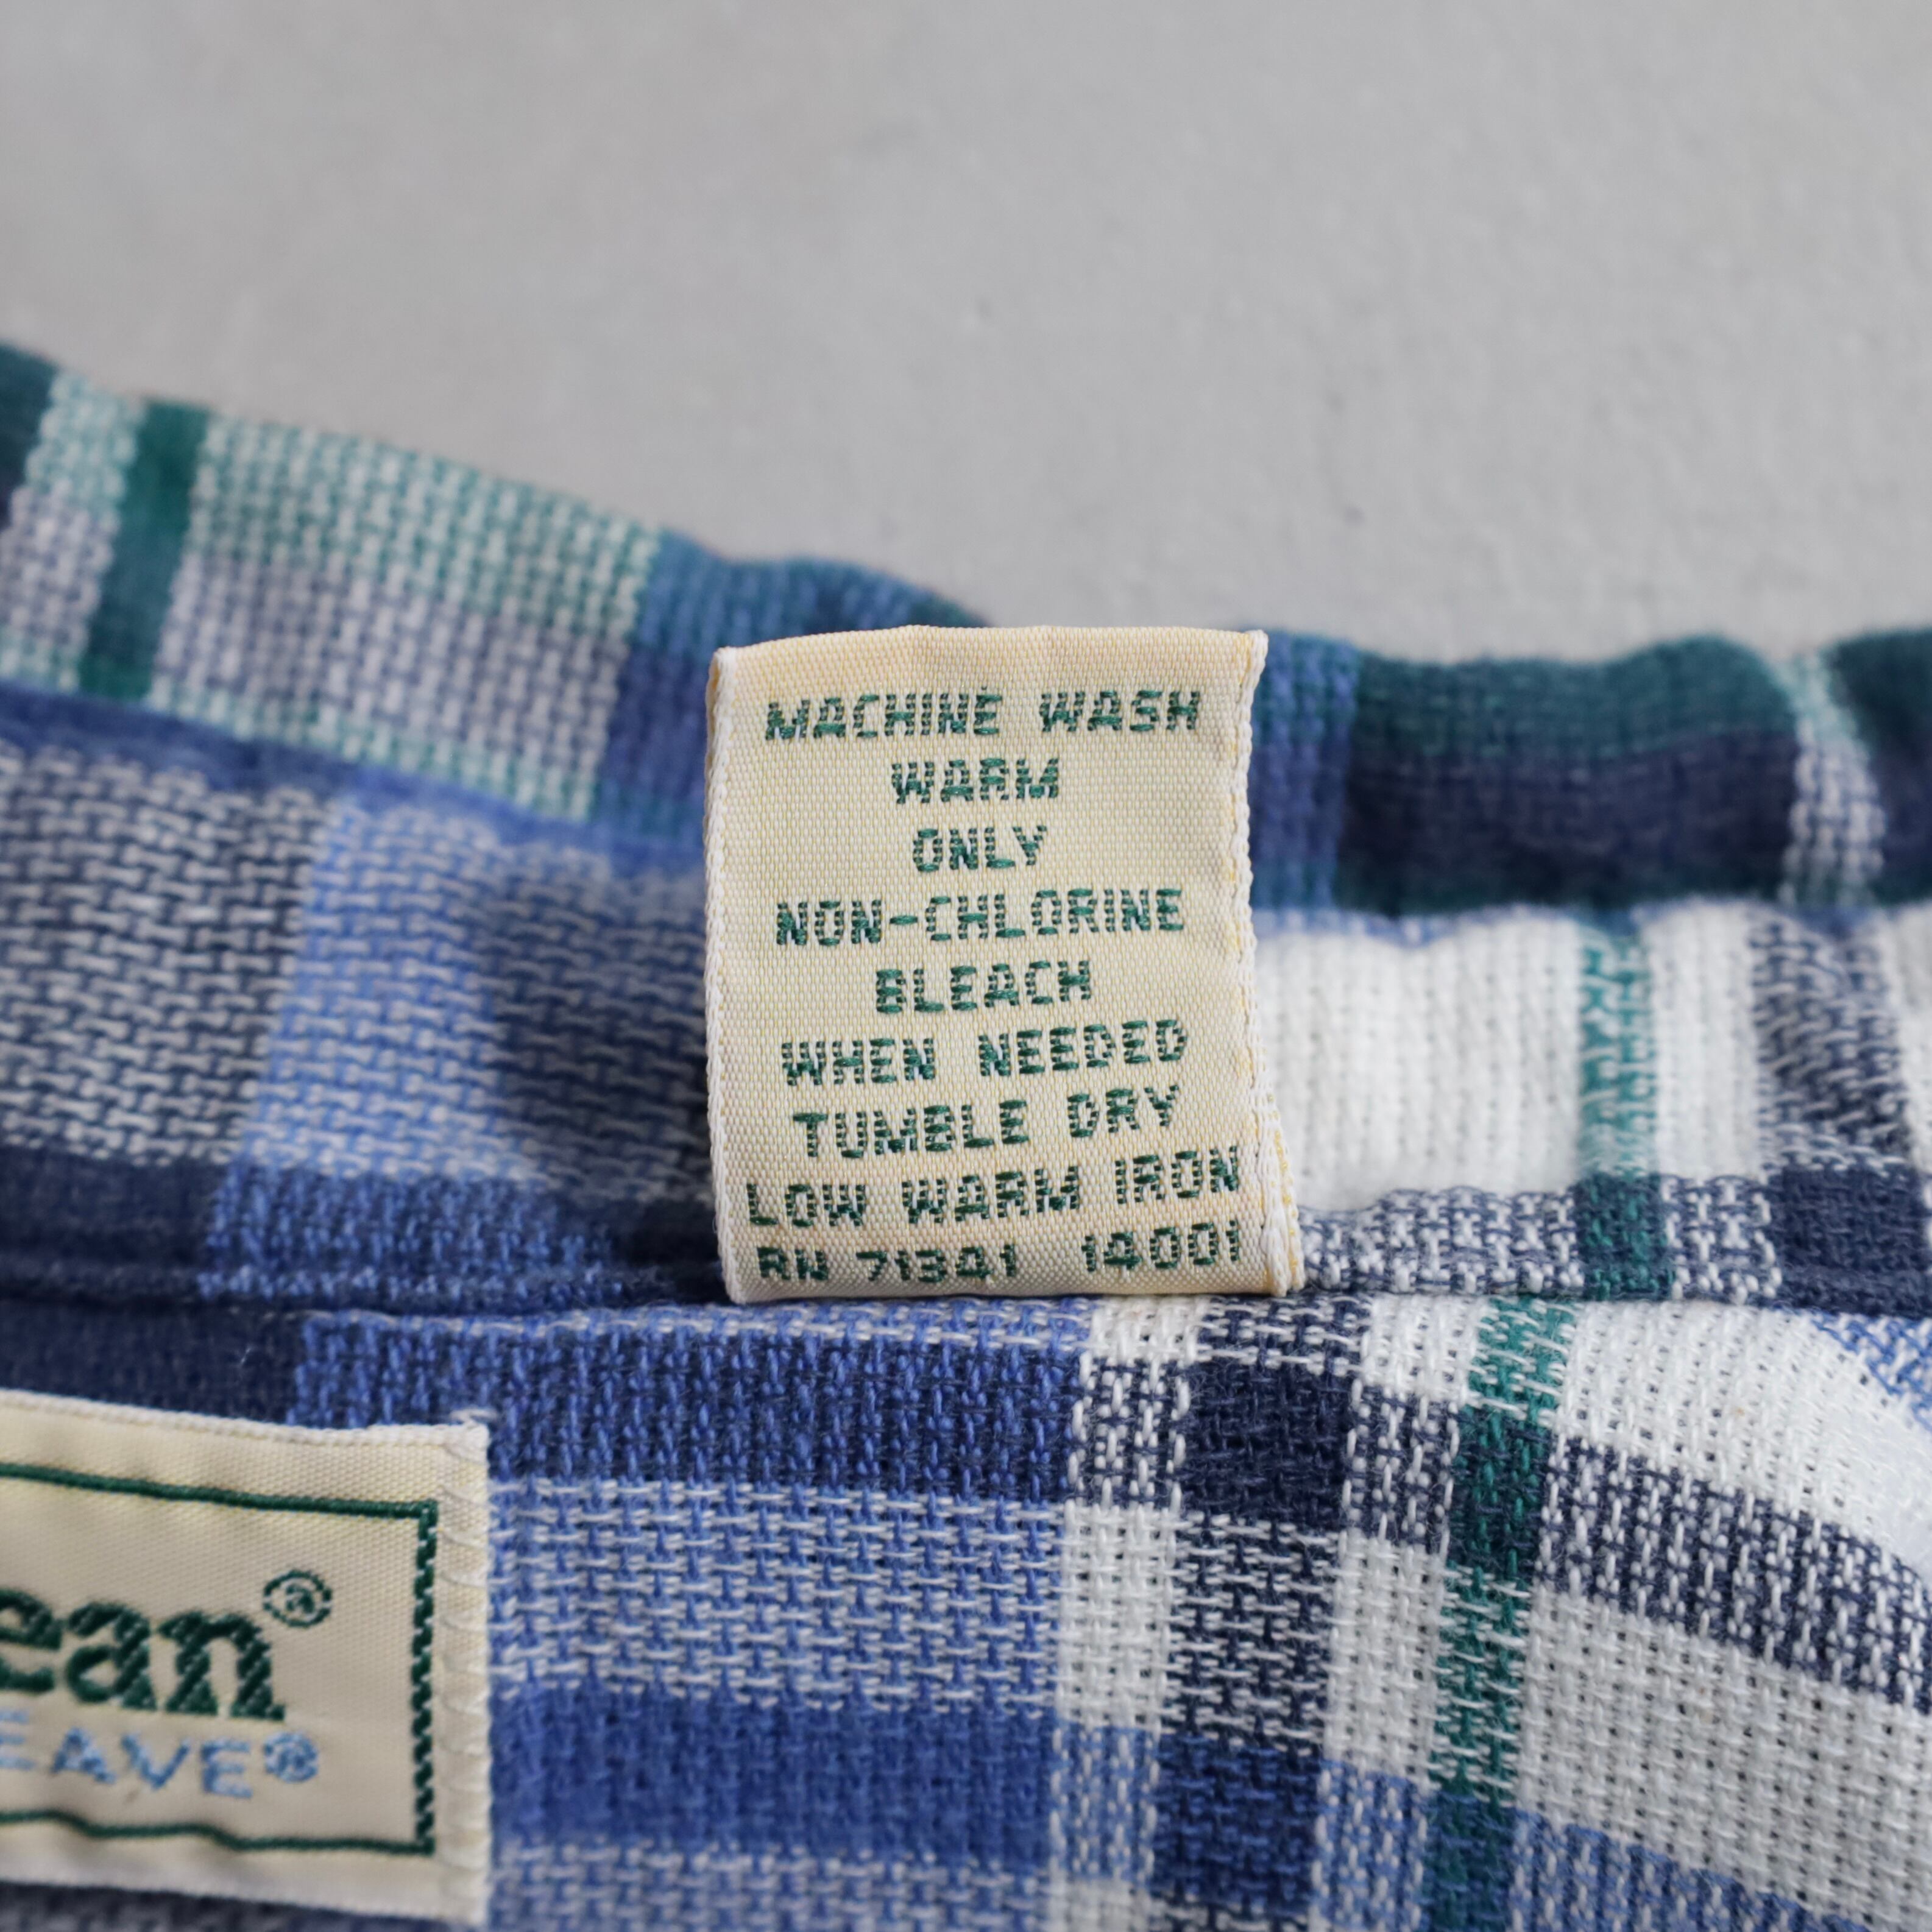 MACHINE WASH
WARM
ONLY
NON-CHLORINE
BLEACH
WHEN NEEDED
TUMBLE DRY
LOW WARM IRON
RN 71341 14001
ean®
EAVE®